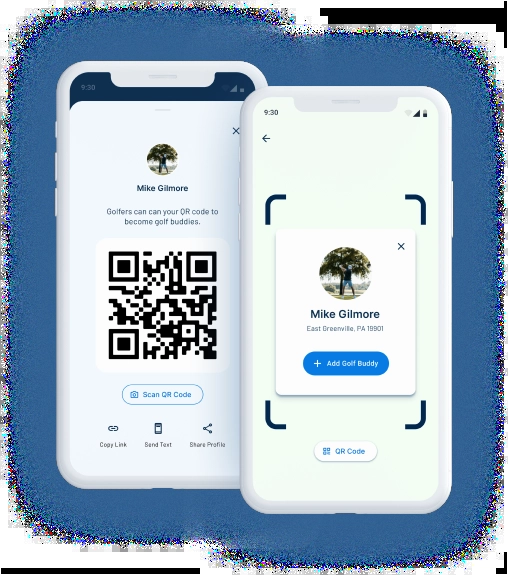 9:30
Mike Gilmore
Golfers can can your QR code to
become golf buddies.
Scan QR Code
Copy Link
Send Text
Share Profile
9:30
Mike Gilmore
East Greenville, PA 19901
Add Golf Buddy
QR Code